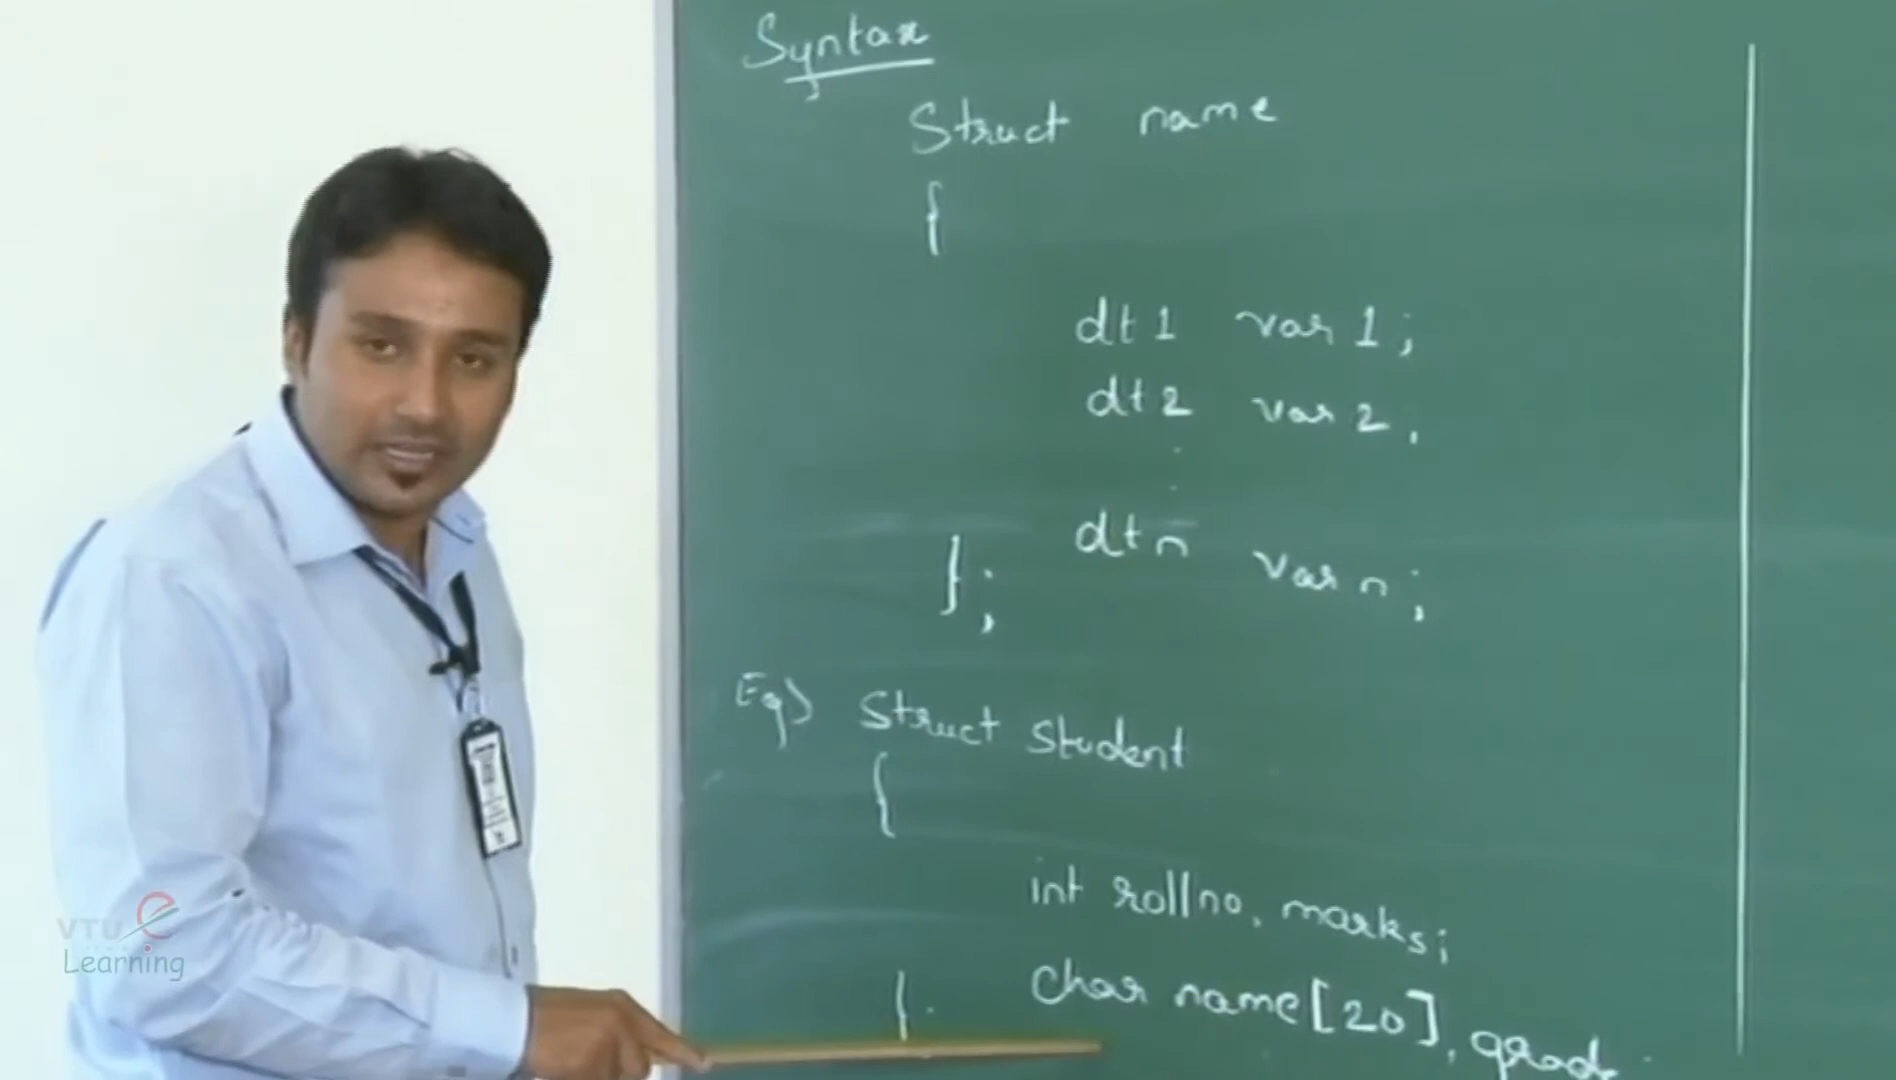 Syntax
Struct name
{
dt1 var1;
dt2 var2;
.
.
dtn varn;
};
Eg) Struct student
{
int rollno, marks;
char name[20], grade
}.
VTU e
Learning